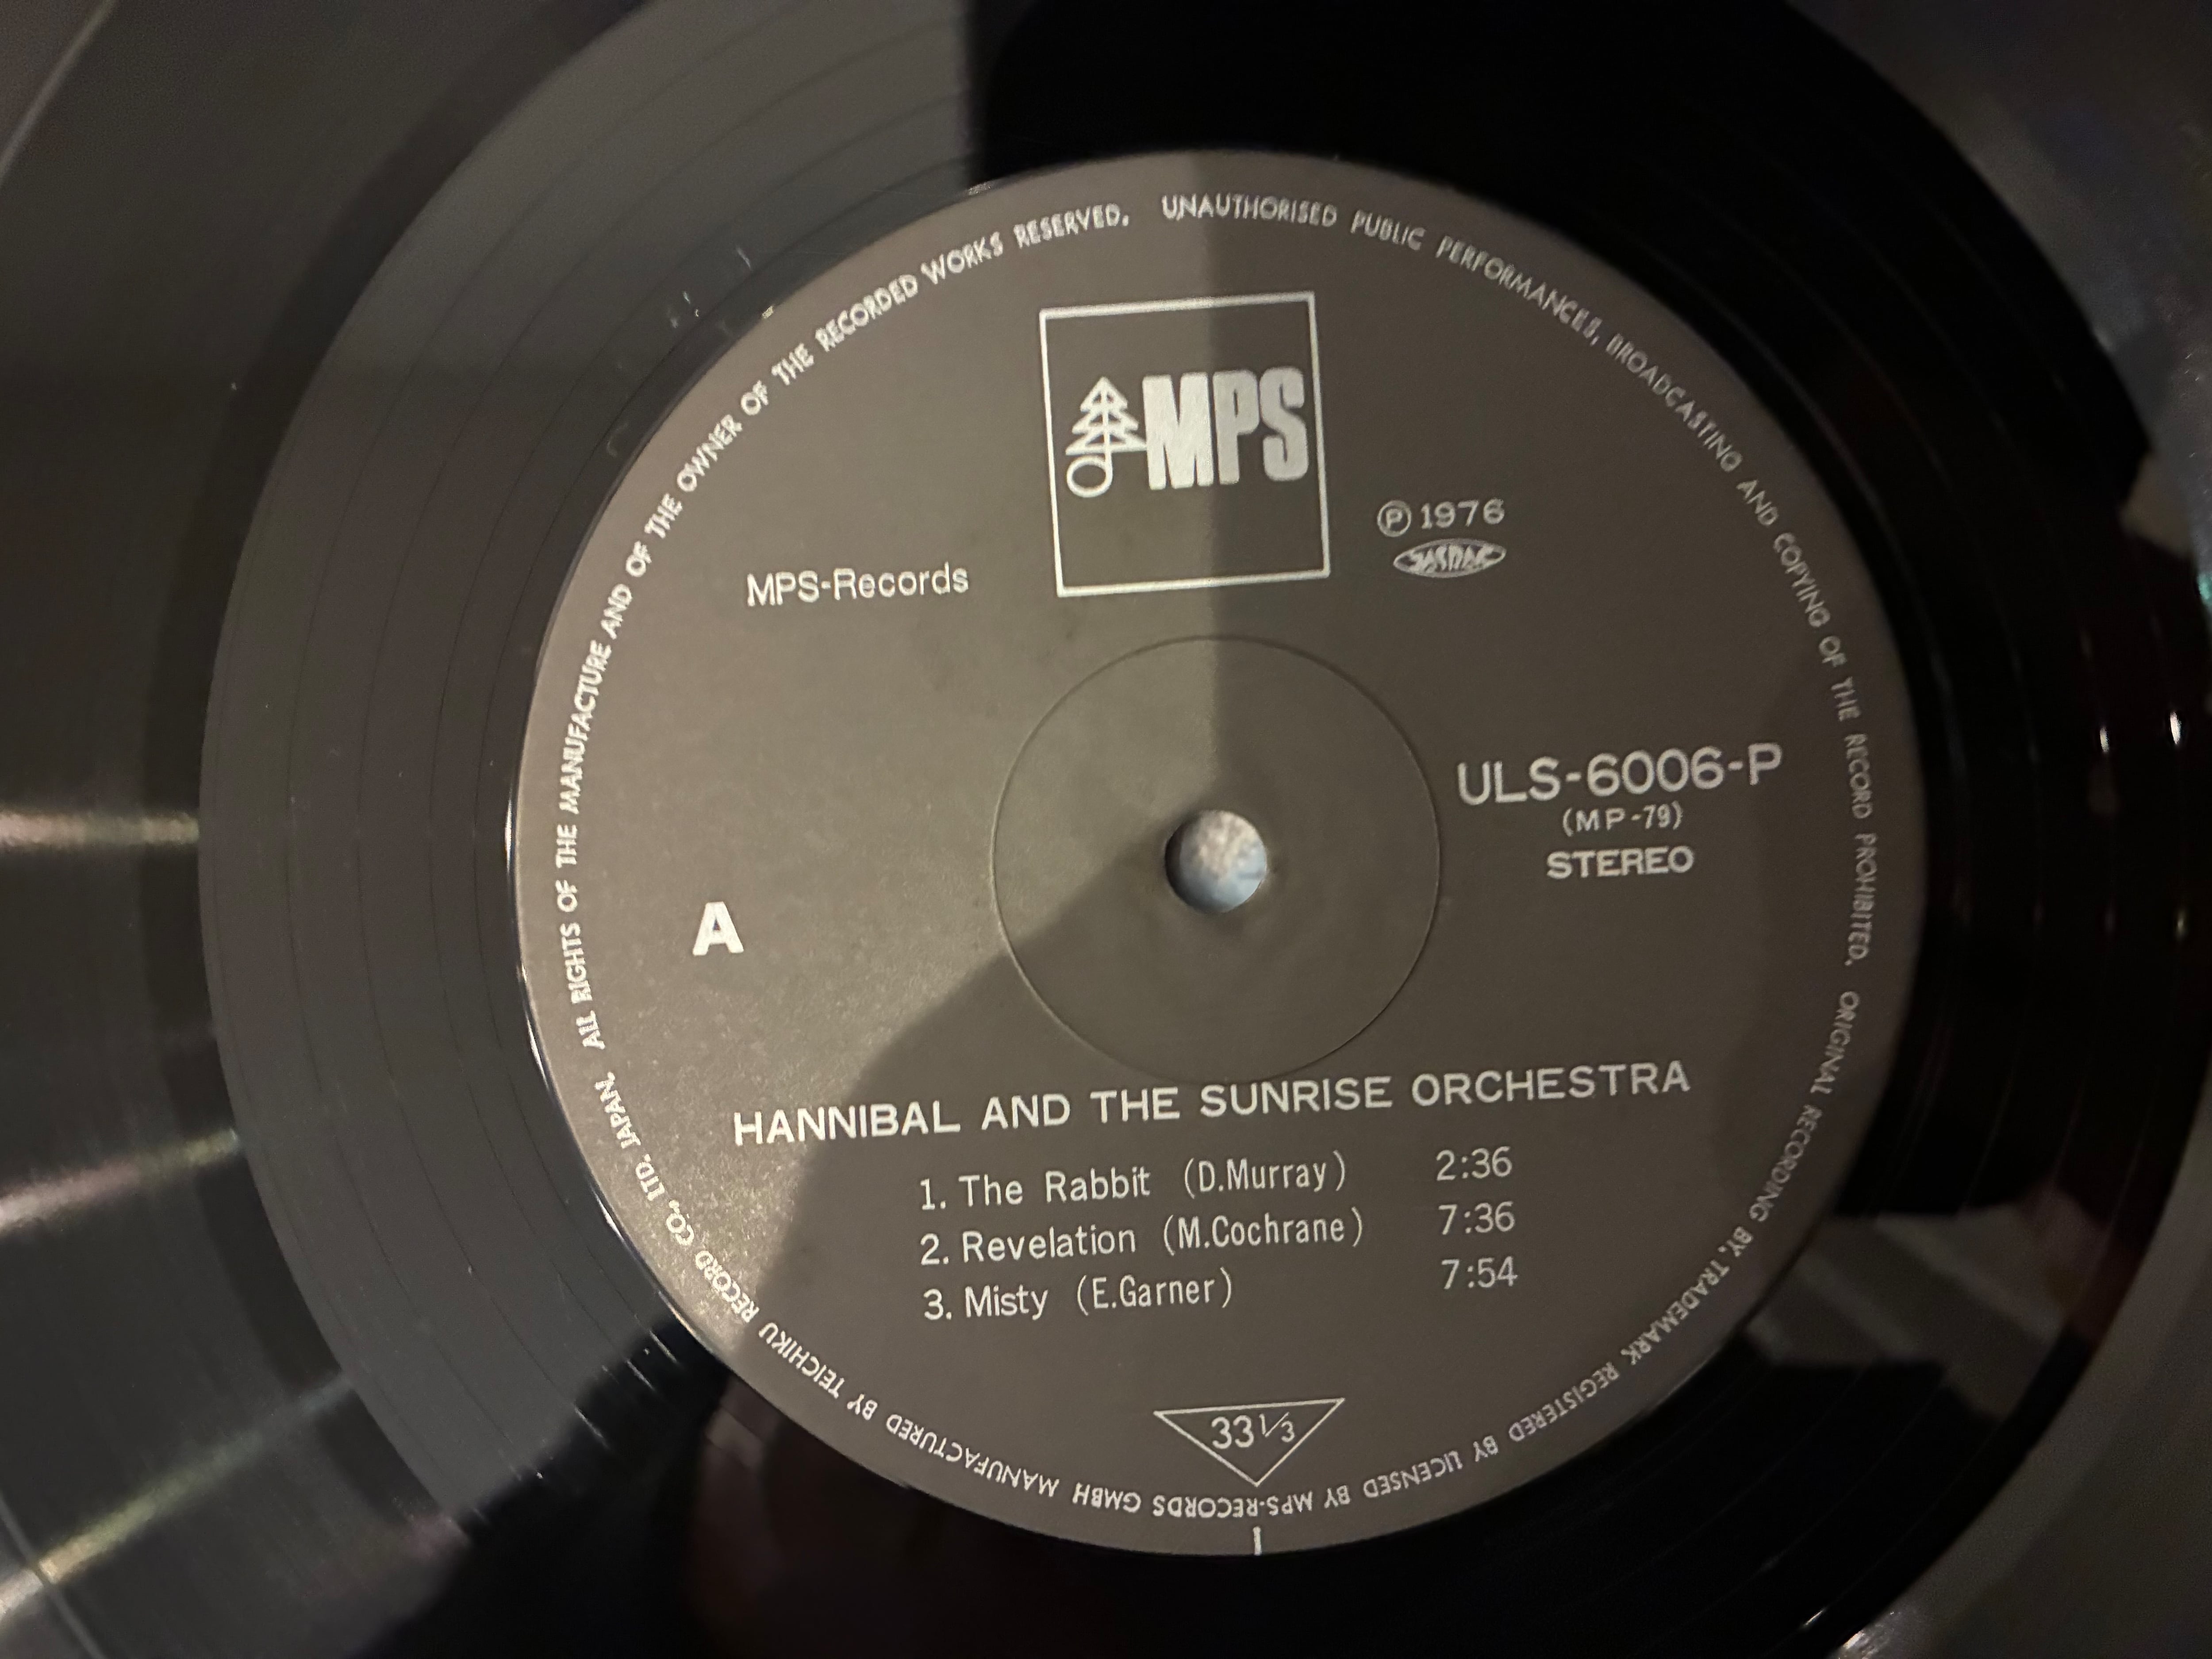 MPS
MPS-Records
Ⓟ1976
JASRAC
ULS-6006-P
(MP-79)
STEREO
A
HANNIBAL AND THE SUNRISE ORCHESTRA
1. The Rabbit (D.Murray) 2:36
2. Revelation (M.Cochrane) 7:36
3. Misty (E.Garner) 7:54
33 1/3
MANUFACTURED BY TEICHIKU RECORD CO., LTD. JAPAN. ALL RIGHTS OF THE MANUFACTURE AND OF THE OWNER OF THE RECORDED WORKS RESERVED. UNAUTHORISED PUBLIC PERFORMANCES, BROADCASTING AND COPYING OF THE RECORD PROHIBITED. ORIGINAL RECORDING BY, TRADEMARK REGISTERED BY LICENSED BY MPS-RECORDS GMBH